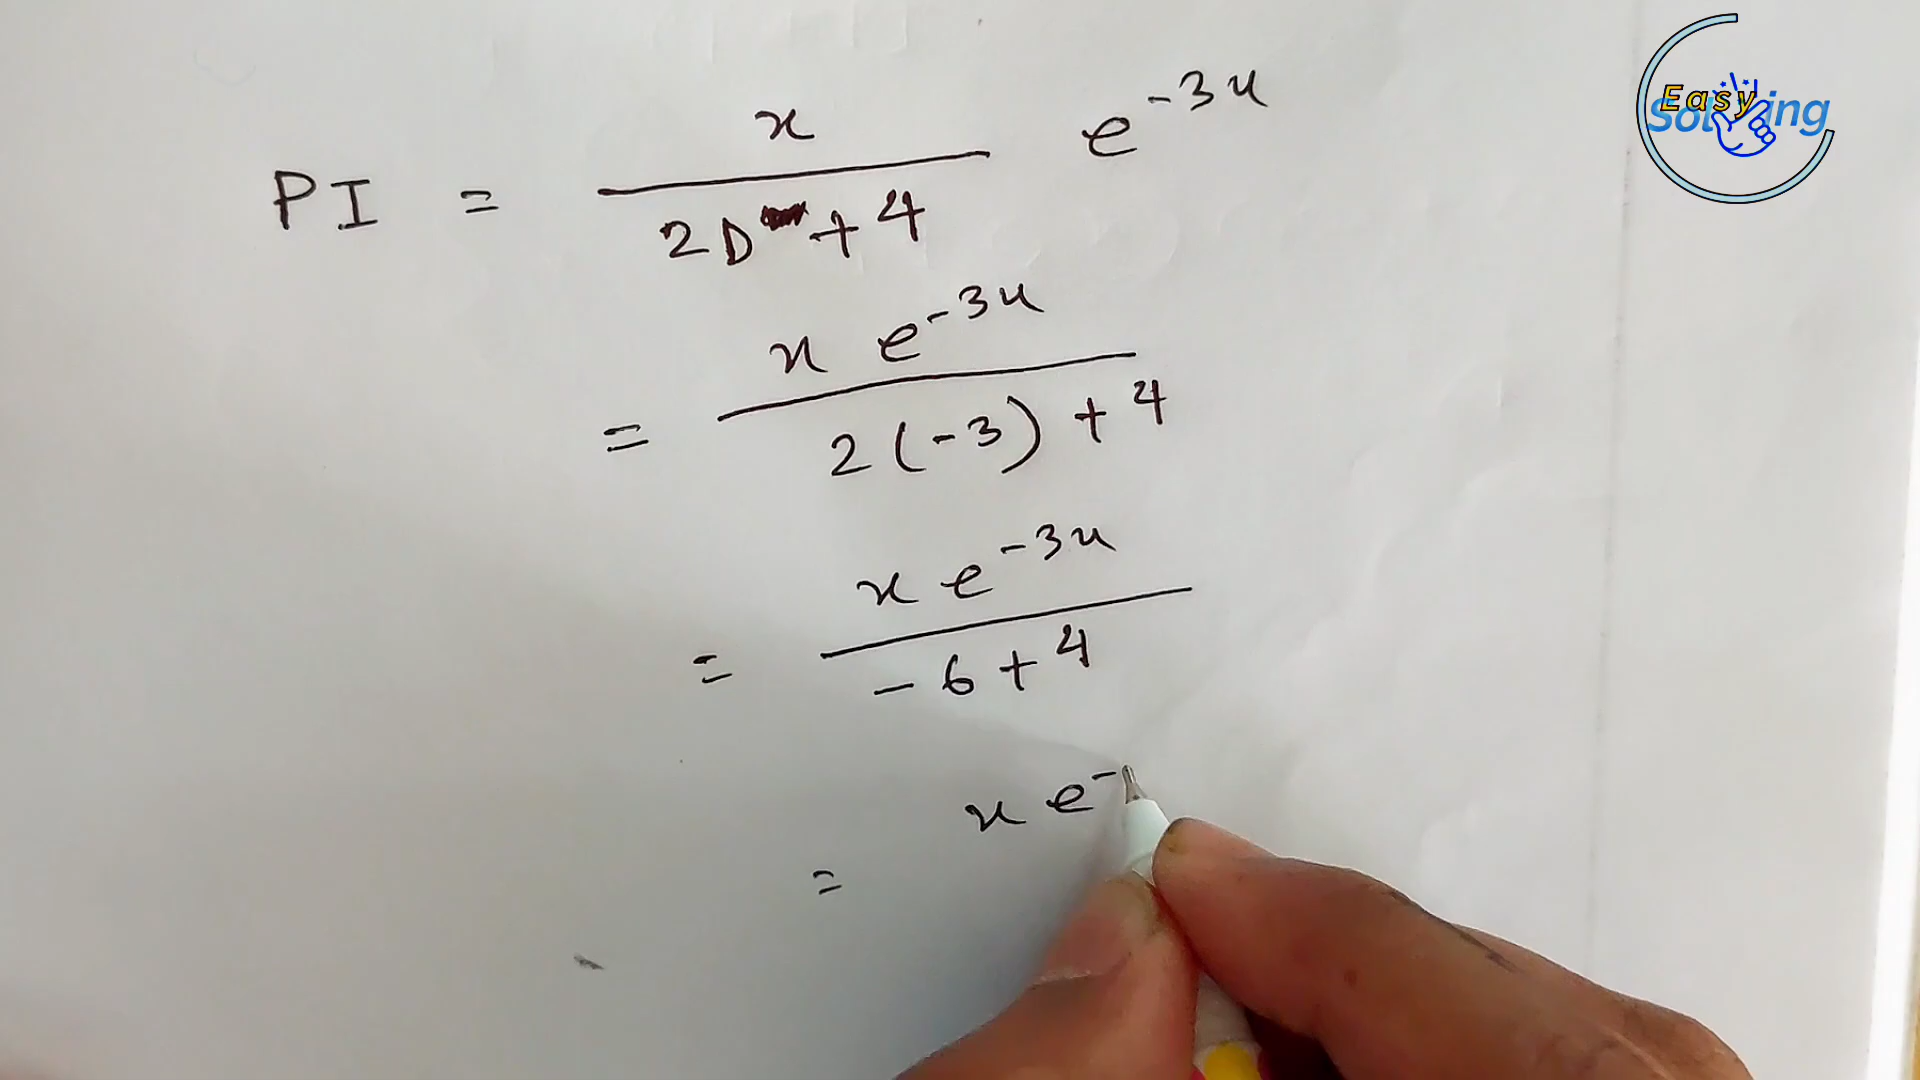 Easy
Solving
PI = x / (2D + 4) e^-3x
= x e^-3x / (2(-3) + 4)
= x e^-3x / (-6 + 4)
= x e^-